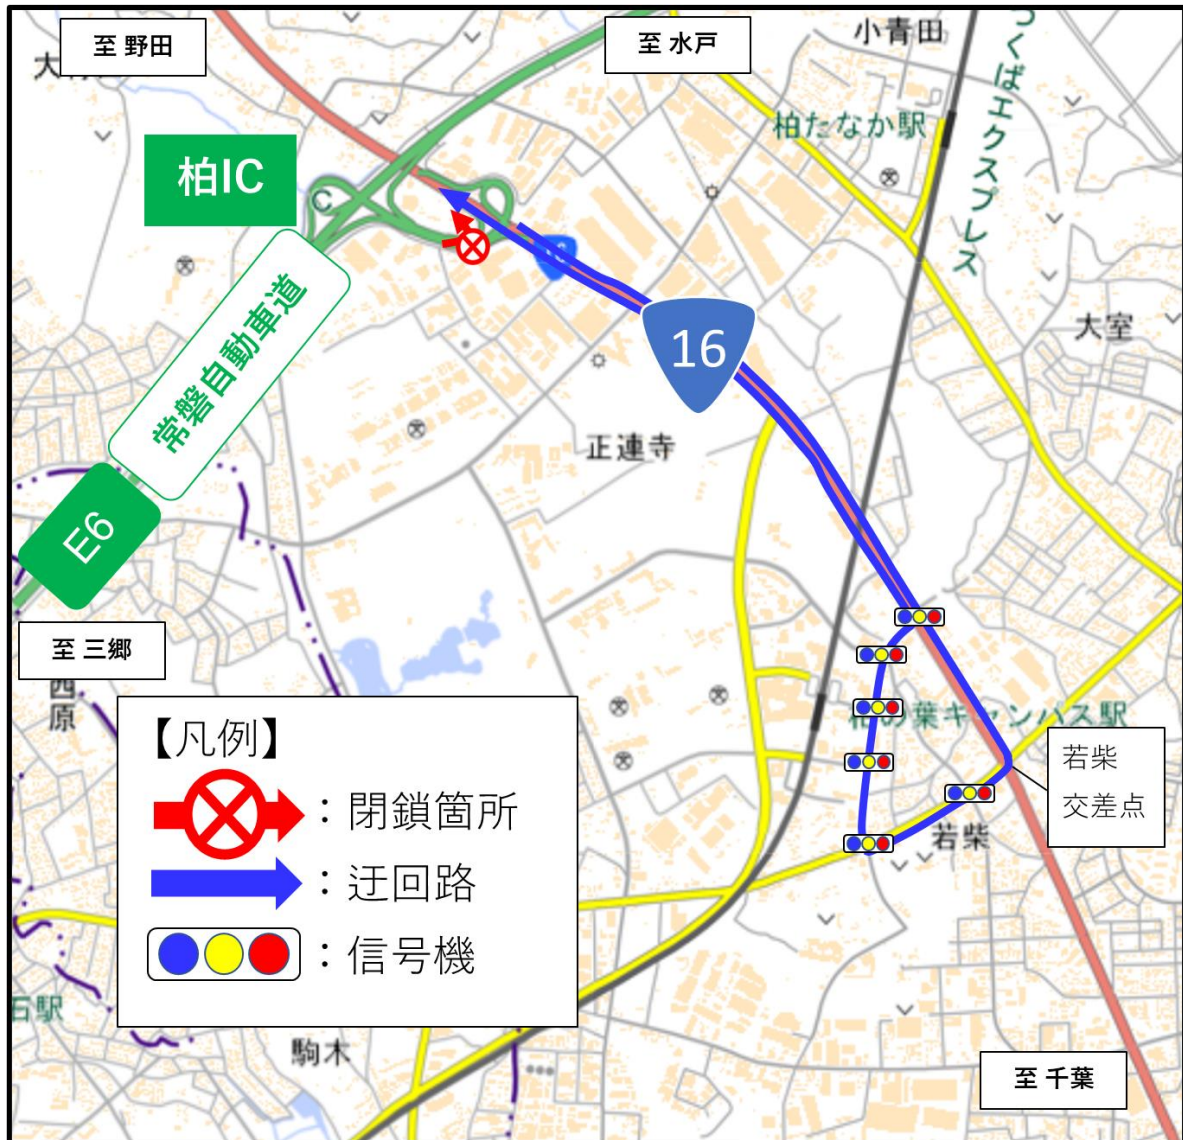 至 野田
至 水戸
小青田
つくばエクスプレス
柏たなか駅
柏IC
C
常磐自動車道
16
大室
正連寺
E6
至 三郷
西原
【凡例】
：閉鎖箇所
：迂回路
：信号機
若柴
交差点
若柴
駒木
至 千葉